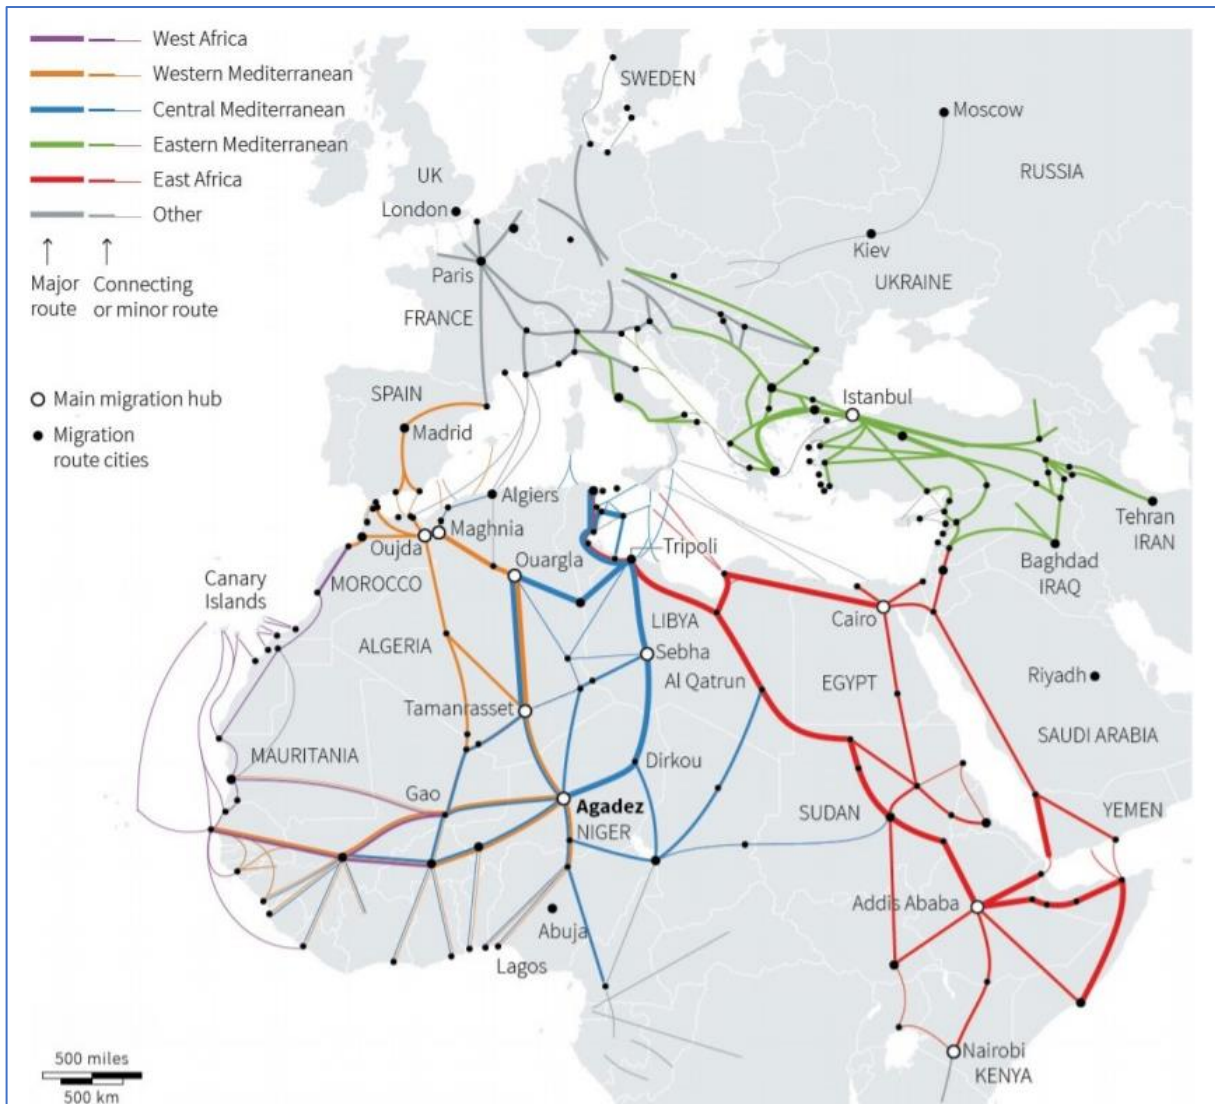 West Africa
Western Mediterranean
Central Mediterranean
Eastern Mediterranean
East Africa
Other
Major
route
Connecting
or minor route
Main migration hub
Migration
route cities
SWEDEN
Moscow
RUSSIA
UK
London
Kiev
UKRAINE
Paris
FRANCE
SPAIN
Madrid
Istanbul
Algiers
Maghnia
Oujda
Ouargla
Tripoli
Tehran
IRAN
Baghdad
IRAQ
Canary
Islands
MOROCCO
ALGERIA
LIBYA
Cairo
Sebha
Al Qatrun
EGYPT
Riyadh
Tamanrasset
SAUDI ARABIA
MAURITANIA
Dirkou
Gao
Agadez
NIGER
SUDAN
YEMEN
Addis Ababa
Abuja
Lagos
Nairobi
KENYA
500 miles
500 km